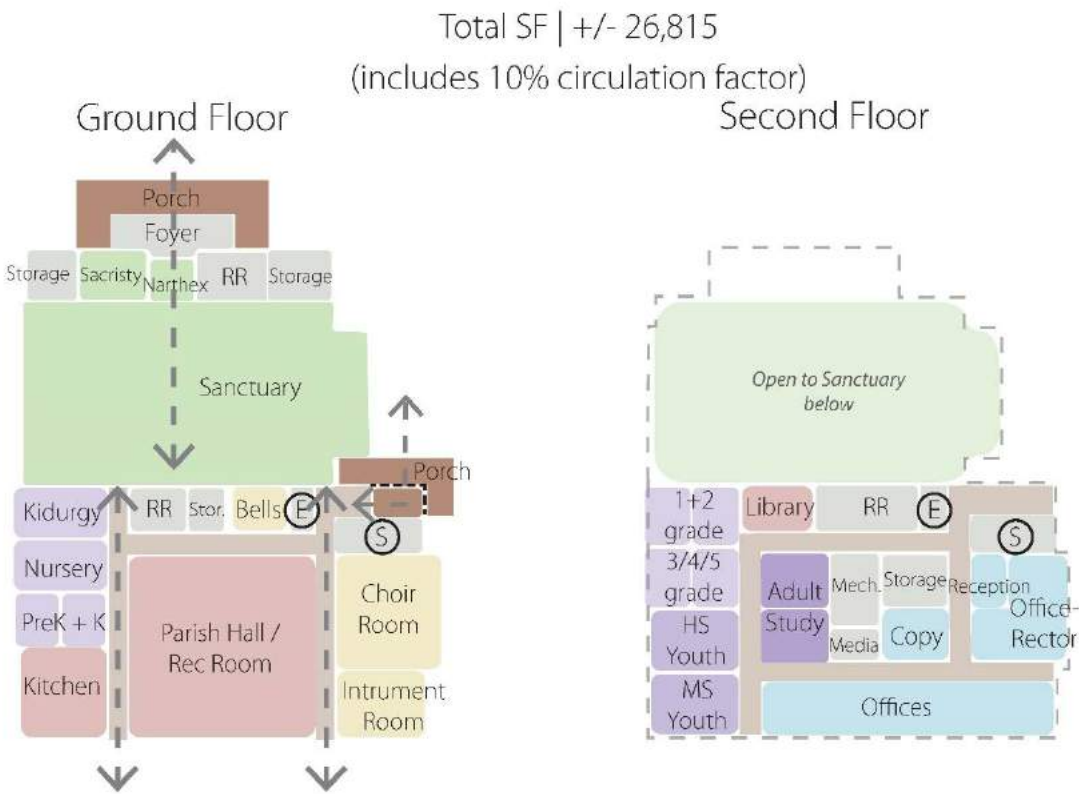 Total SF | +/- 26,815
(includes 10% circulation factor)
Ground Floor
Porch
Foyer
Storage
Sacristy
Narthex
RR
Storage
Sanctuary
Porch
Kidurgy
RR
Stor.
Bells
E
S
Nursery
PreK + K
Kitchen
Parish Hall /
Rec Room
Choir
Room
Intrument
Room
Second Floor
Open to Sanctuary
below
1+2
grade
Library
RR
E
S
3/4/5
grade
Adult
Study
Mech.
Storage
Reception
Office-
Rector
HS
Youth
Media
Copy
MS
Youth
Offices